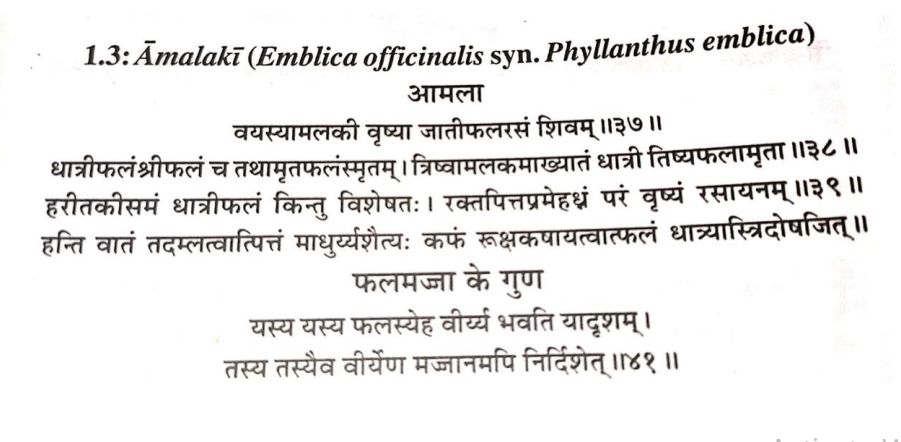 1.3: Āmalakī (Emblica officinalis syn. Phyllanthus emblica)
आमला
वयस्यामलकी वृष्या जातीफलरसं शिवम्॥३७॥
धात्रीफलंश्रीफलं च तथामृतफलंस्मृतम्। त्रिष्वामलकमाख्यातं धात्री तिष्यफलामृता॥३८॥
हरीतकीसमं धात्रीफलं किन्तु विशेषतः। रक्तपित्तप्रमेहघ्नं परं वृष्यं रसायनम्॥३९॥
हन्ति वातं तदम्लत्वात्पित्तं माधुर्य्यशैत्यः कफं रूक्षकषायत्वात्फलं धात्र्यास्त्रिदोषजित्॥
फलमज्जा के गुण
यस्य यस्य फलस्येह वीर्य्य भवति यादृशम्।
तस्य तस्यैव वीर्येण मज्जानमपि निर्दिशेत्॥४१॥